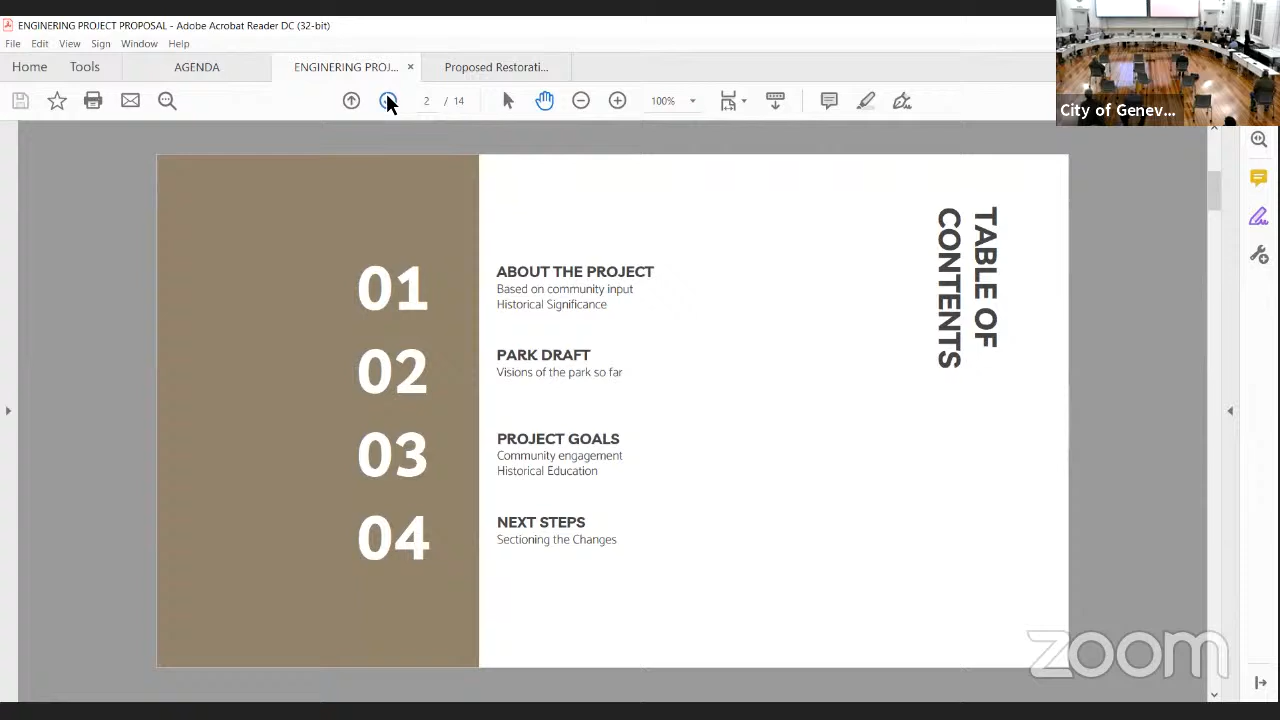 ENGINERING PROJECT PROPOSAL - Adobe Acrobat Reader DC (32-bit)
File Edit View Sign Window Help
Home Tools AGENDA ENGINERING PROJ... × Proposed Restorati...
2 / 14 100%
City of Genev...
TABLE OF
CONTENTS
01 ABOUT THE PROJECT
Based on community input
Historical Significance
02 PARK DRAFT
Visions of the park so far
03 PROJECT GOALS
Community engagement
Historical Education
04 NEXT STEPS
Sectioning the Changes
zoom